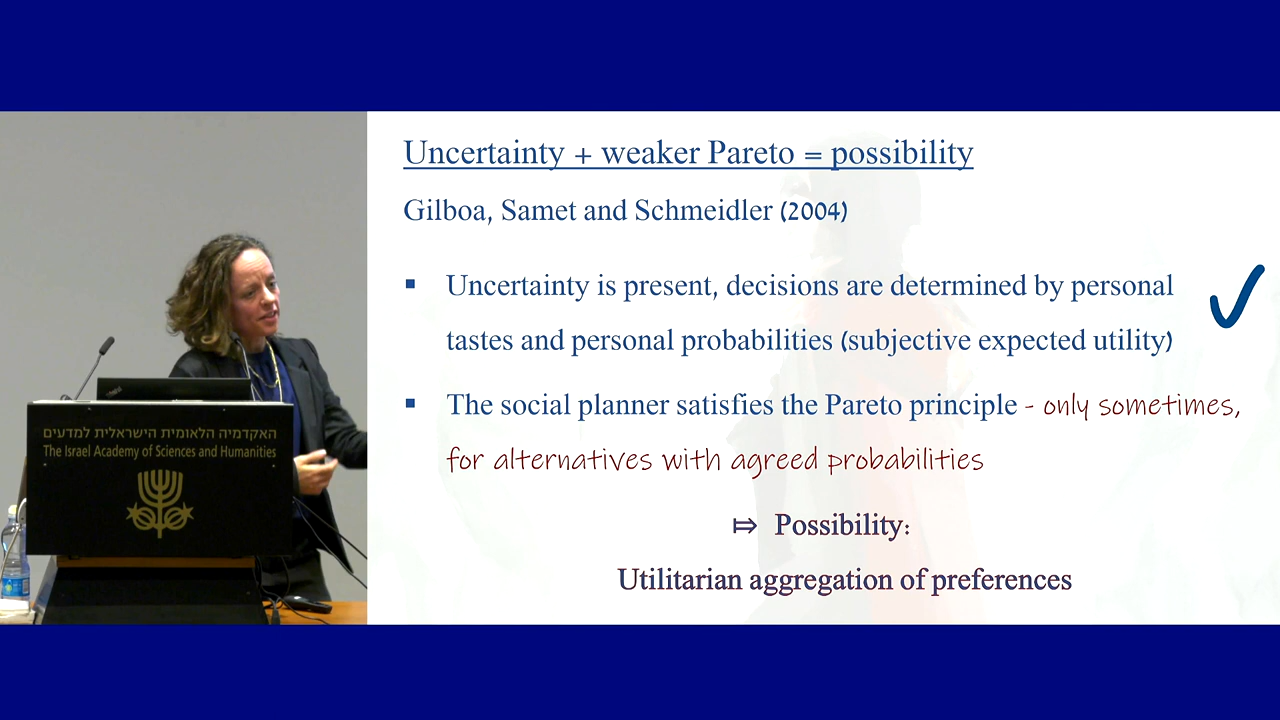 Uncertainty + weaker Pareto = possibility
Gilboa, Samet and Schmeidler (2004)
▪ Uncertainty is present, decisions are determined by personal
tastes and personal probabilities (subjective expected utility)
▪ The social planner satisfies the Pareto principle - only sometimes,
for alternatives with agreed probabilities
⤇ Possibility:
Utilitarian aggregation of preferences
האקדמיה הלאומית הישראלית למדעים
The Israel Academy of Sciences and Humanities